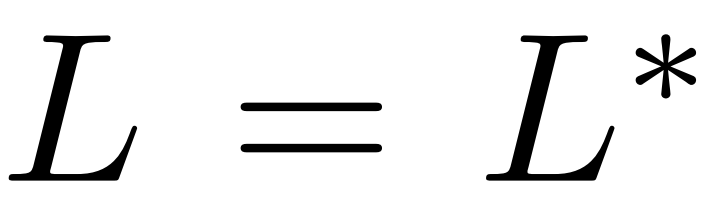 L = L*